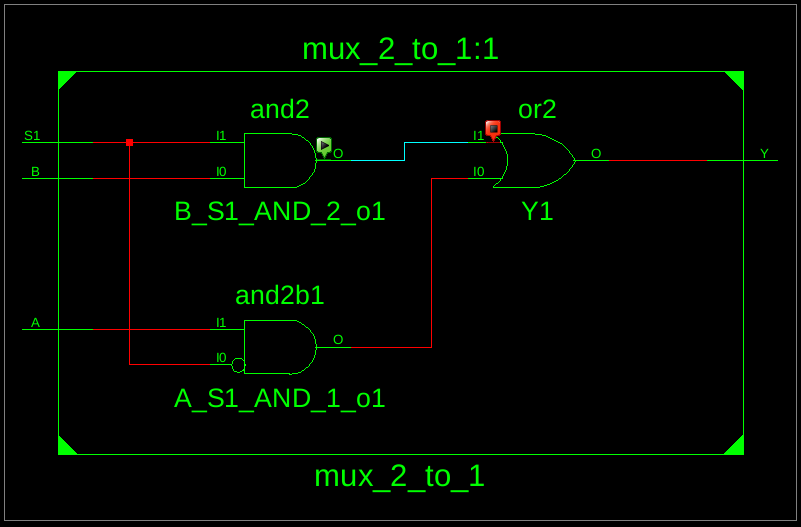 mux_2_to_1:1
and2
or2
S1
I1
O
I1
B
I0
I0
O
Y
B_S1_AND_2_o1
Y1
and2b1
A
I1
O
I0
A_S1_AND_1_o1
mux_2_to_1